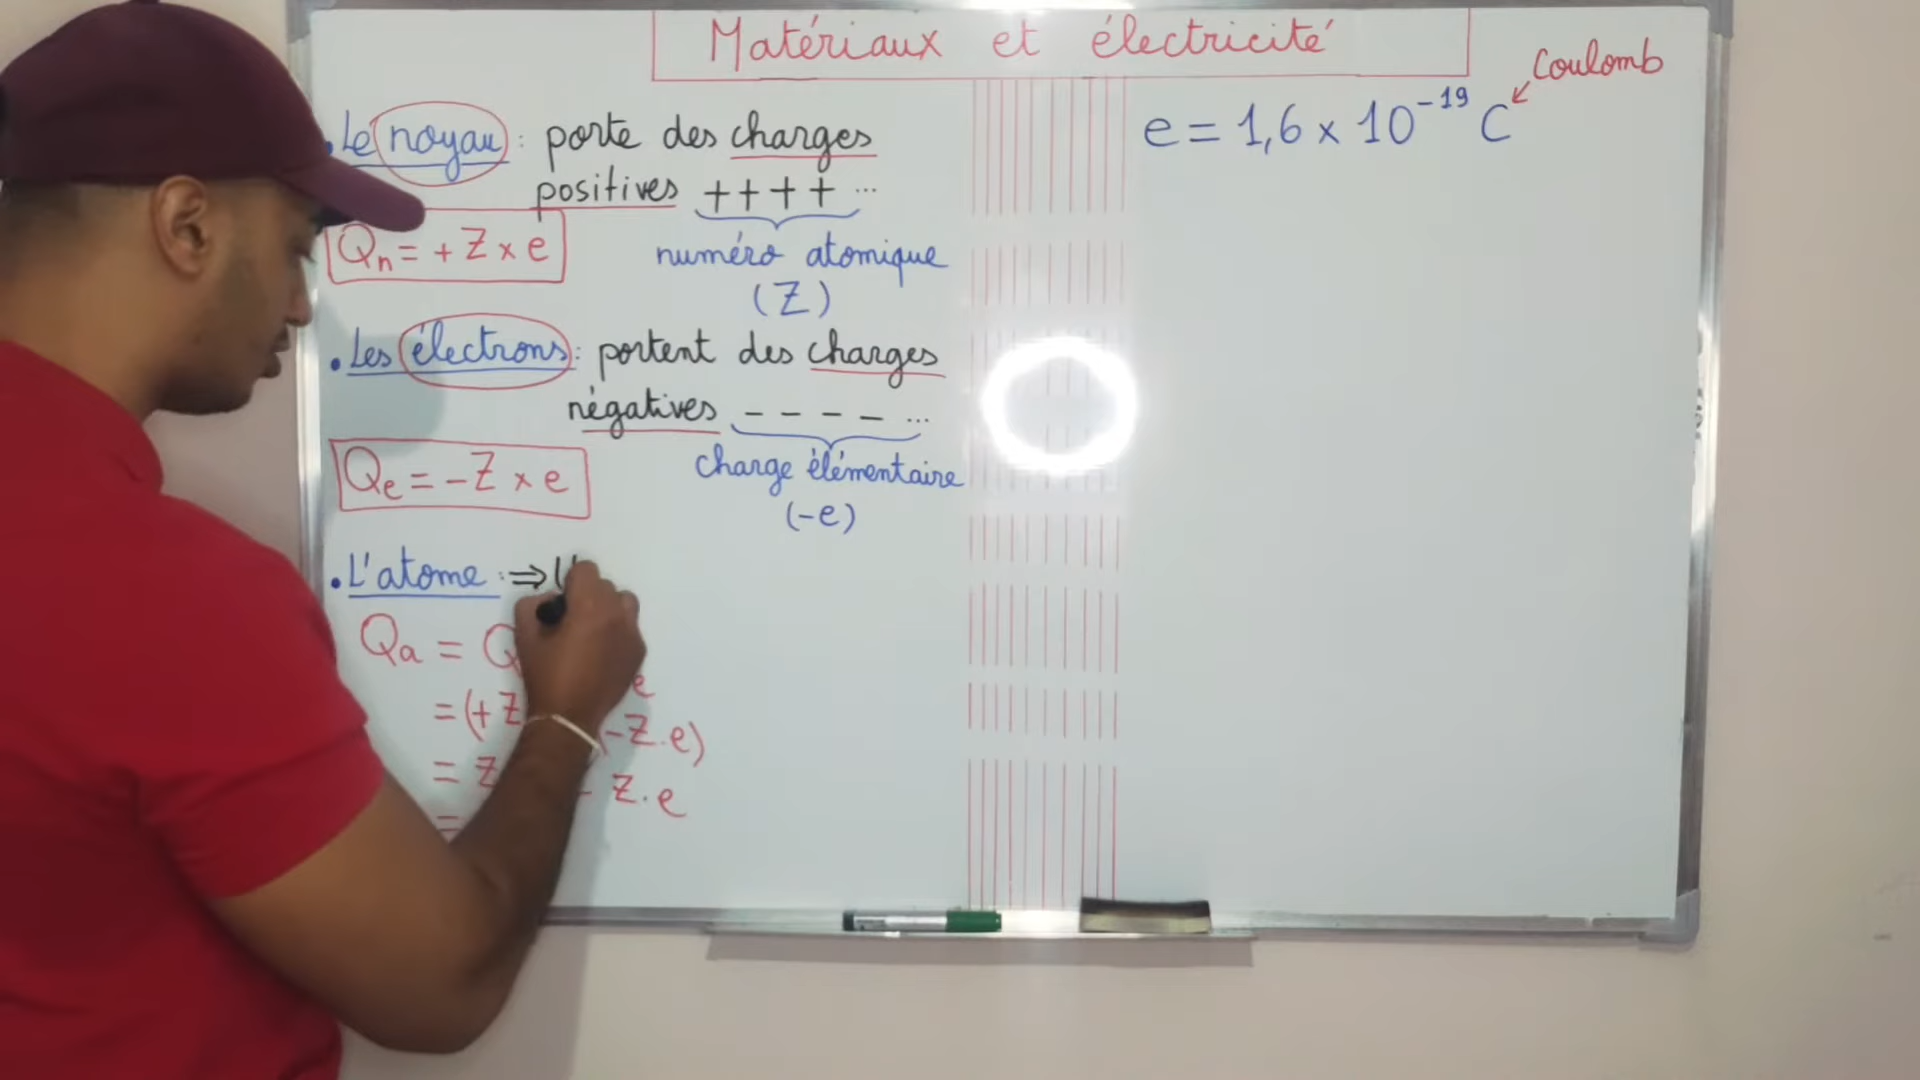 Matériaux et électricité
Coulomb
e = 1,6 x 10⁻¹⁹ C
• Le noyau : porte des charges
positives + + + + ...
Qn = + Z x e
numéro atomique
(Z)
• Les électrons : portent des charges
négatives - - - - ...
Qe = - Z x e
charge élémentaire
(-e)
• L'atome : ⇒
Qa = Q e
= (+ Z (- Z . e)
= Z - Z . e
=